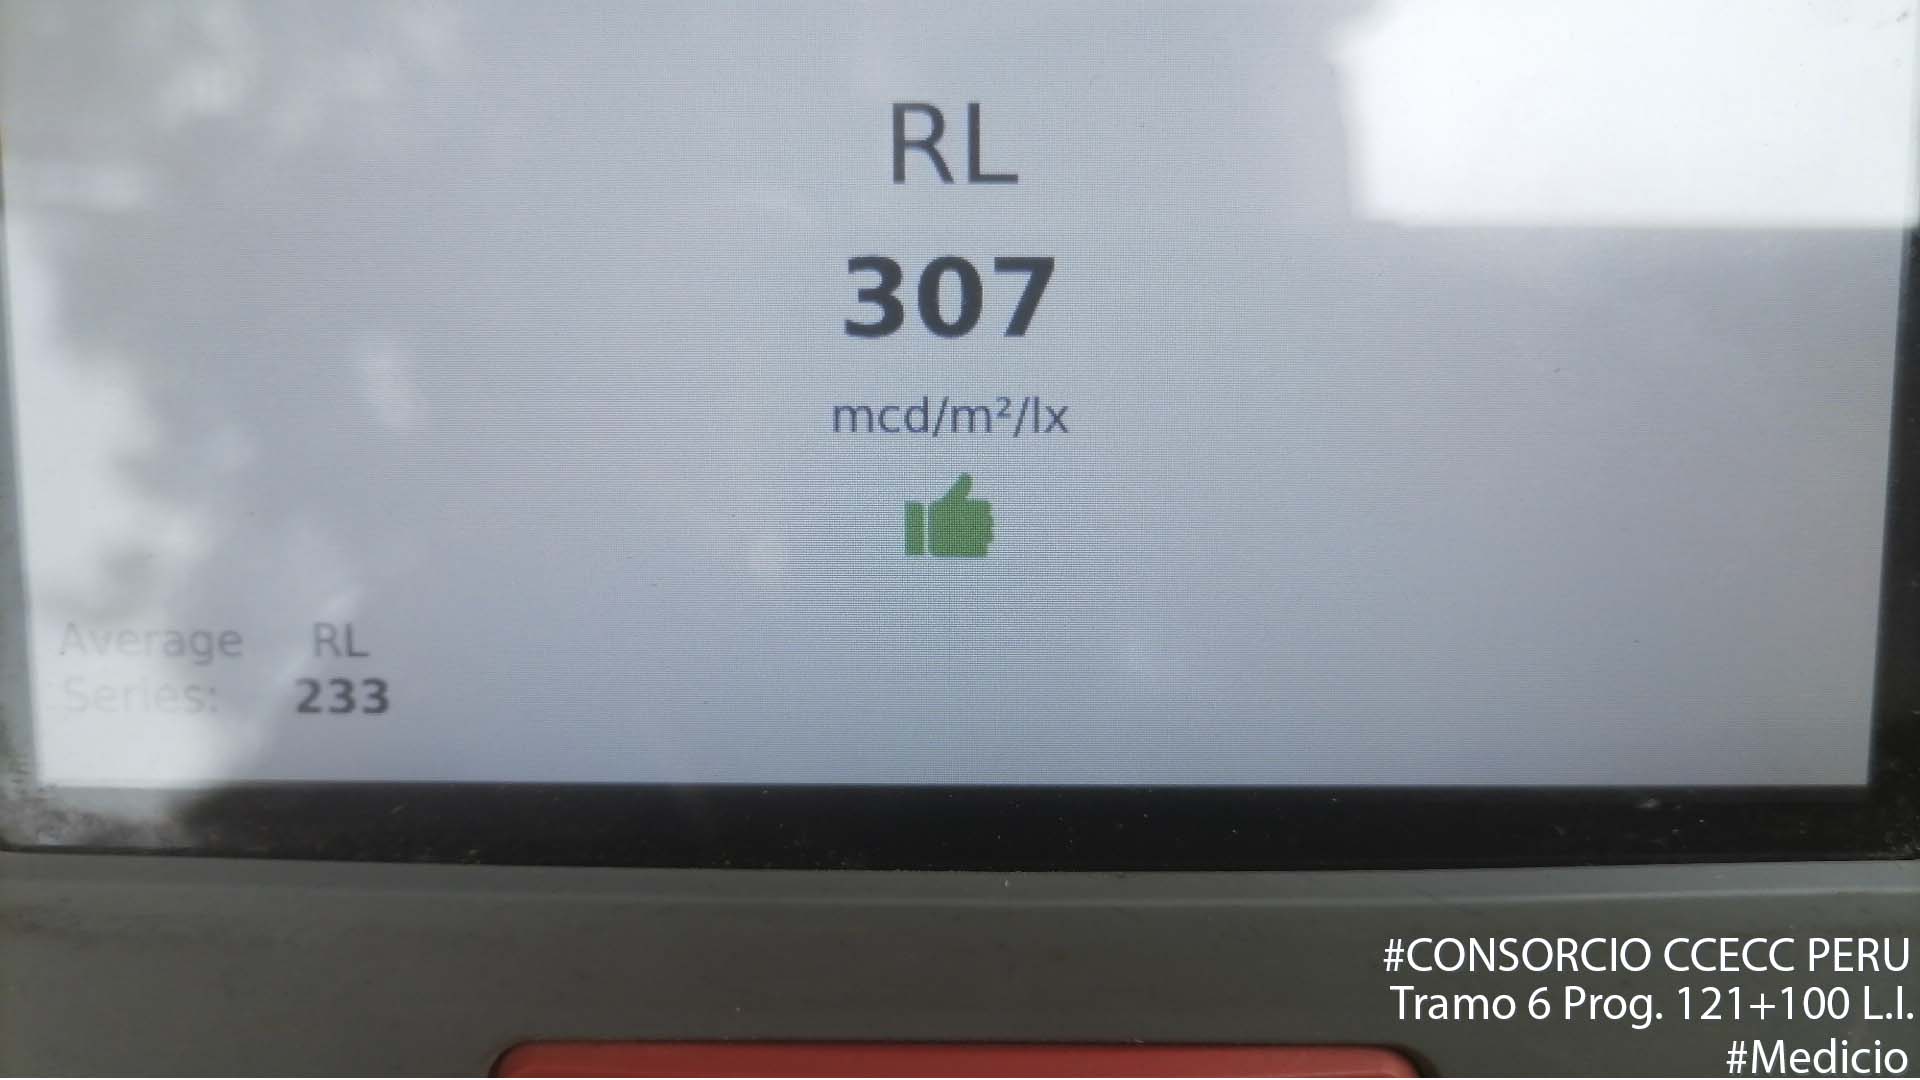 RL
307
mcd/m²/lx
Average RL
Series: 233
#CONSORCIO CCECC PERU
Tramo 6 Prog. 121+100 L.I.
#Medicio